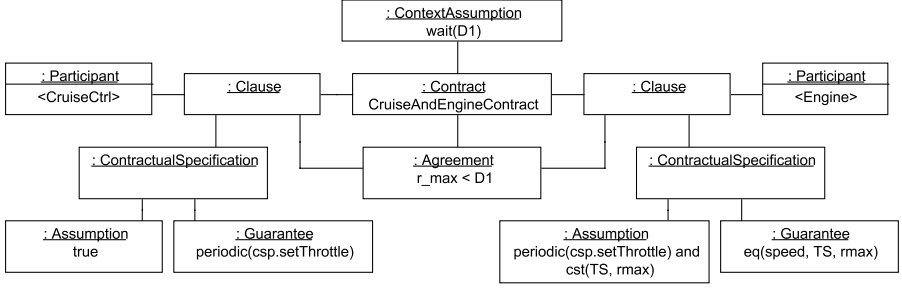 : ContextAssumption
wait(D1)
: Participant
<CruiseCtrl>
: Clause
: Contract
CruiseAndEngineContract
: Clause
: Participant
<Engine>
: ContractualSpecification
: Agreement
r_max < D1
: ContractualSpecification
: Assumption
true
: Guarantee
periodic(csp.setThrottle)
: Assumption
periodic(csp.setThrottle) and
cst(TS, rmax)
: Guarantee
eq(speed, TS, rmax)